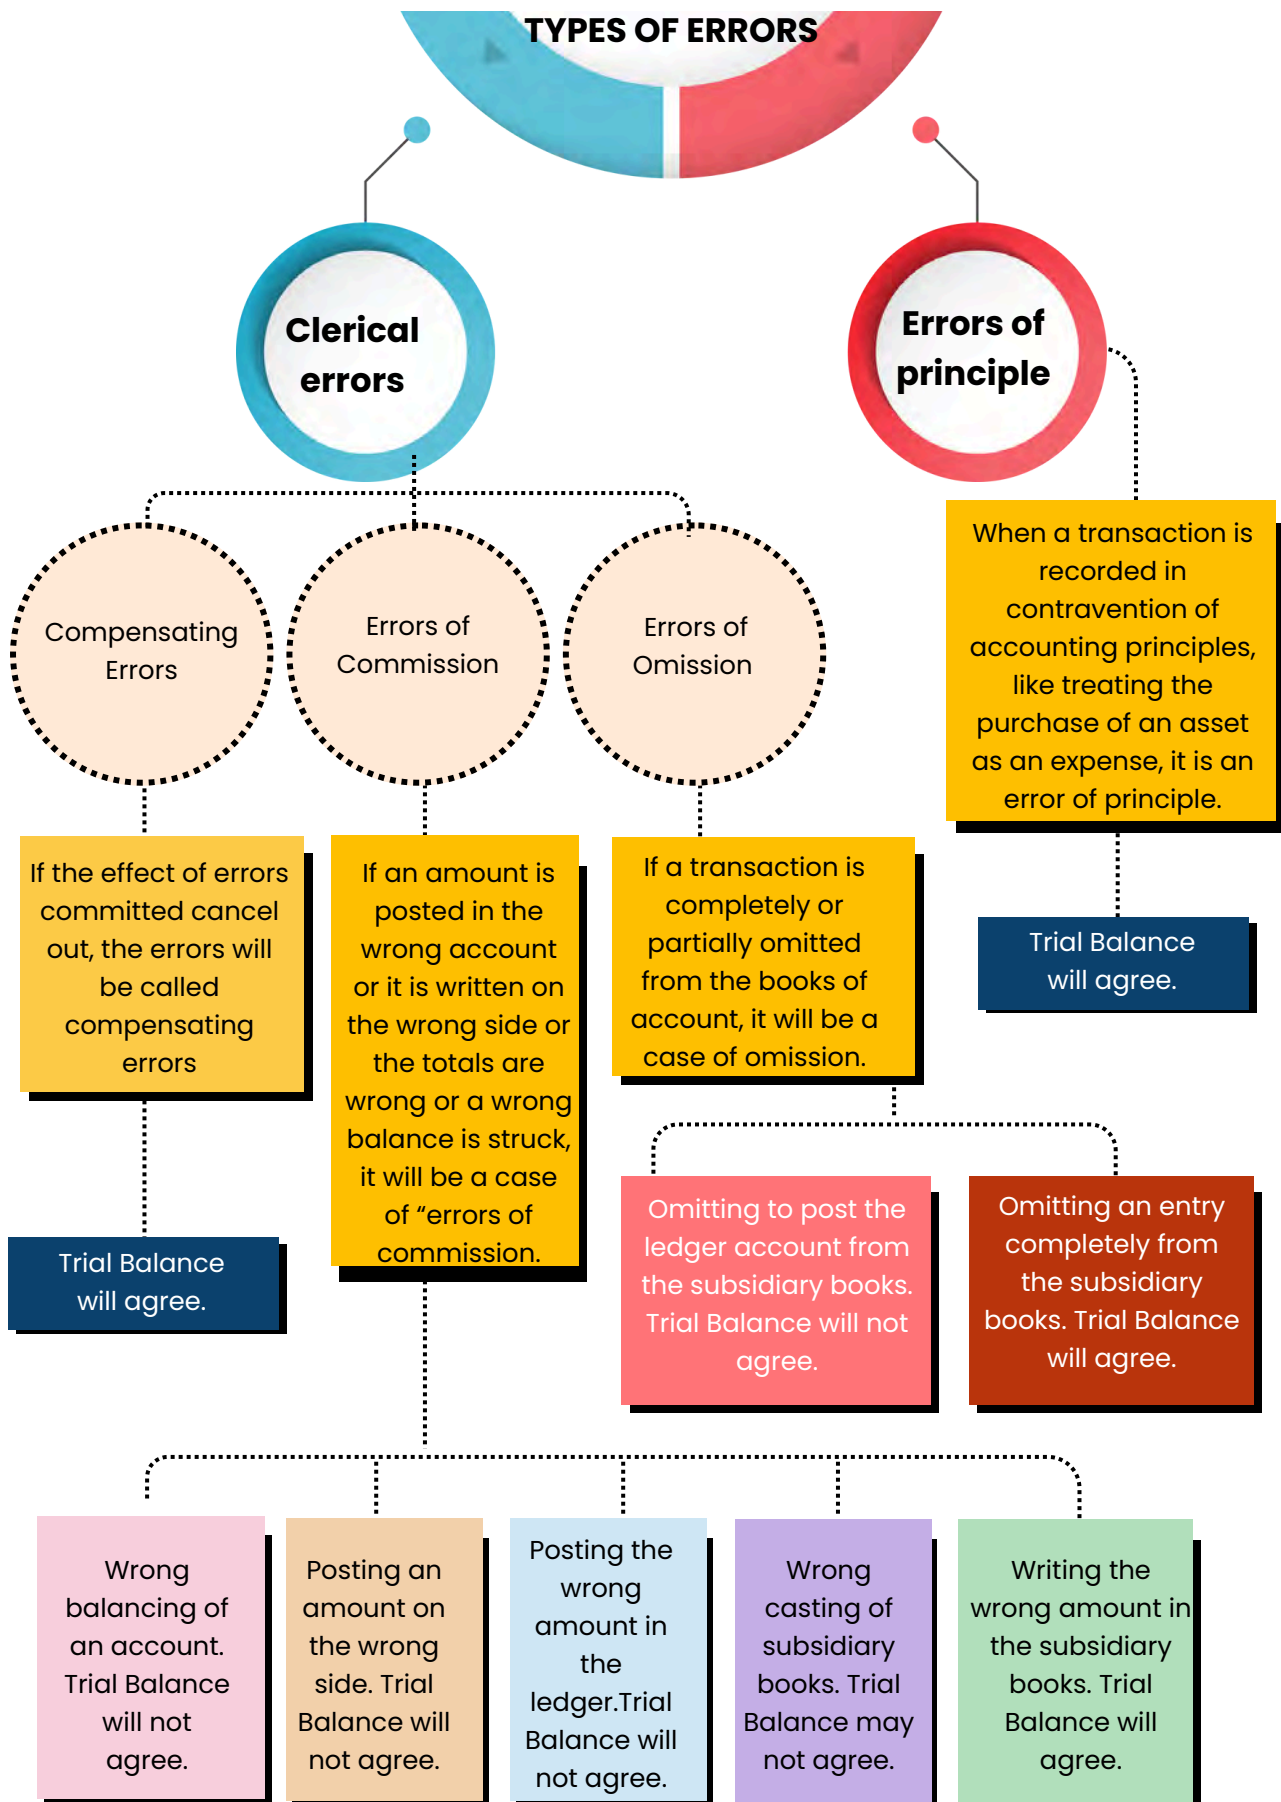 TYPES OF ERRORS
Clerical
errors
Errors of
principle
When a transaction is
recorded in
contravention of
accounting principles,
like treating the
purchase of an asset
as an expense, it is an
error of principle.
Trial Balance
will agree.
Compensating
Errors
Errors of
Commission
Errors of
Omission
If the effect of errors
committed cancel
out, the errors will
be called
compensating
errors
Trial Balance
will agree.
If an amount is
posted in the
wrong account
or it is written on
the wrong side or
the totals are
wrong or a wrong
balance is struck,
it will be a case
of “errors of
commission.
If a transaction is
completely or
partially omitted
from the books of
account, it will be a
case of omission.
Omitting to post the
ledger account from
the subsidiary books.
Trial Balance will not
agree.
Omitting an entry
completely from
the subsidiary
books. Trial Balance
will agree.
Wrong
balancing of
an account.
Trial Balance
will not
agree.
Posting an
amount on
the wrong
side. Trial
Balance will
not agree.
Posting the
wrong
amount in
the
ledger.Trial
Balance will
not agree.
Wrong
casting of
subsidiary
books. Trial
Balance may
not agree.
Writing the
wrong amount in
the subsidiary
books. Trial
Balance will
agree.